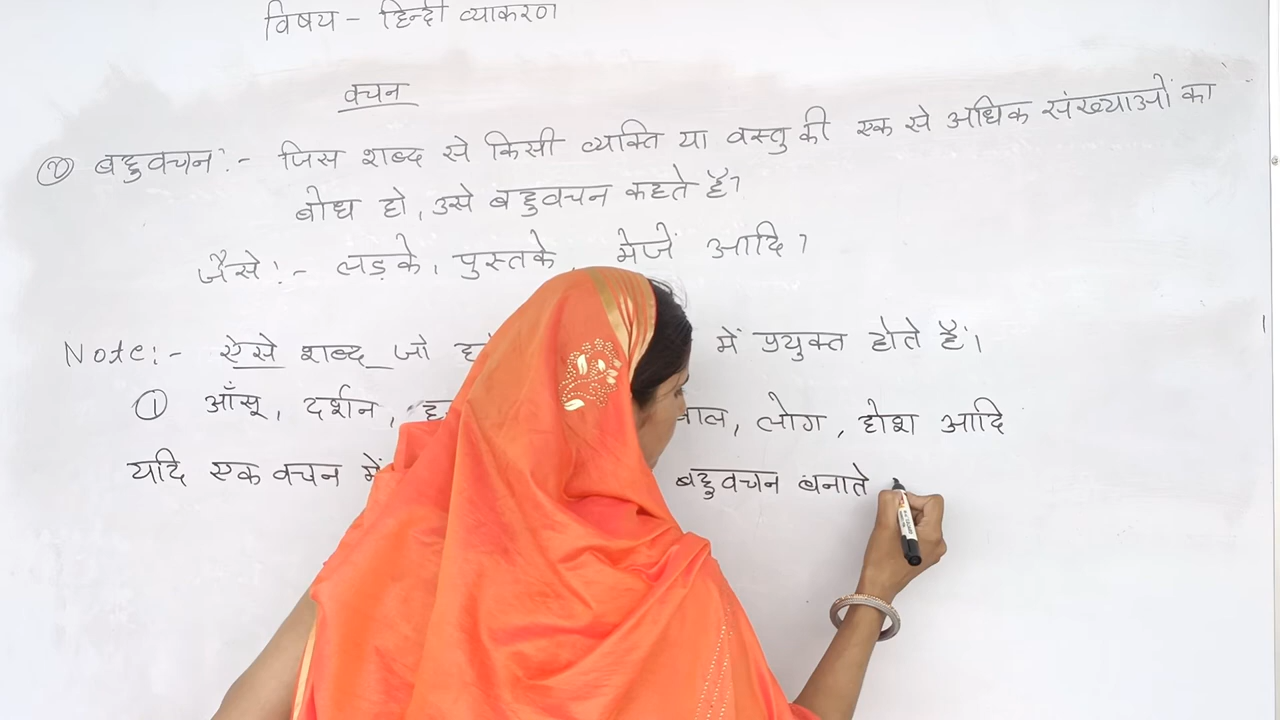 विषय - हिन्दी व्याकरण
वचन
② बहुवचन :- जिस शब्द से किसी व्यक्ति या वस्तु की एक से अधिक संख्याओं का
बोध हो, उसे बहुवचन कहते हैं।
जैसे :- लड़के, पुस्तके, मेजें आदि।
Note :- ऐसे शब्द जो में प्रयुक्त होते हैं।
① आँसू, दर्शन, लोग, होश आदि
यदि एक वचन में बहुवचन बनाते